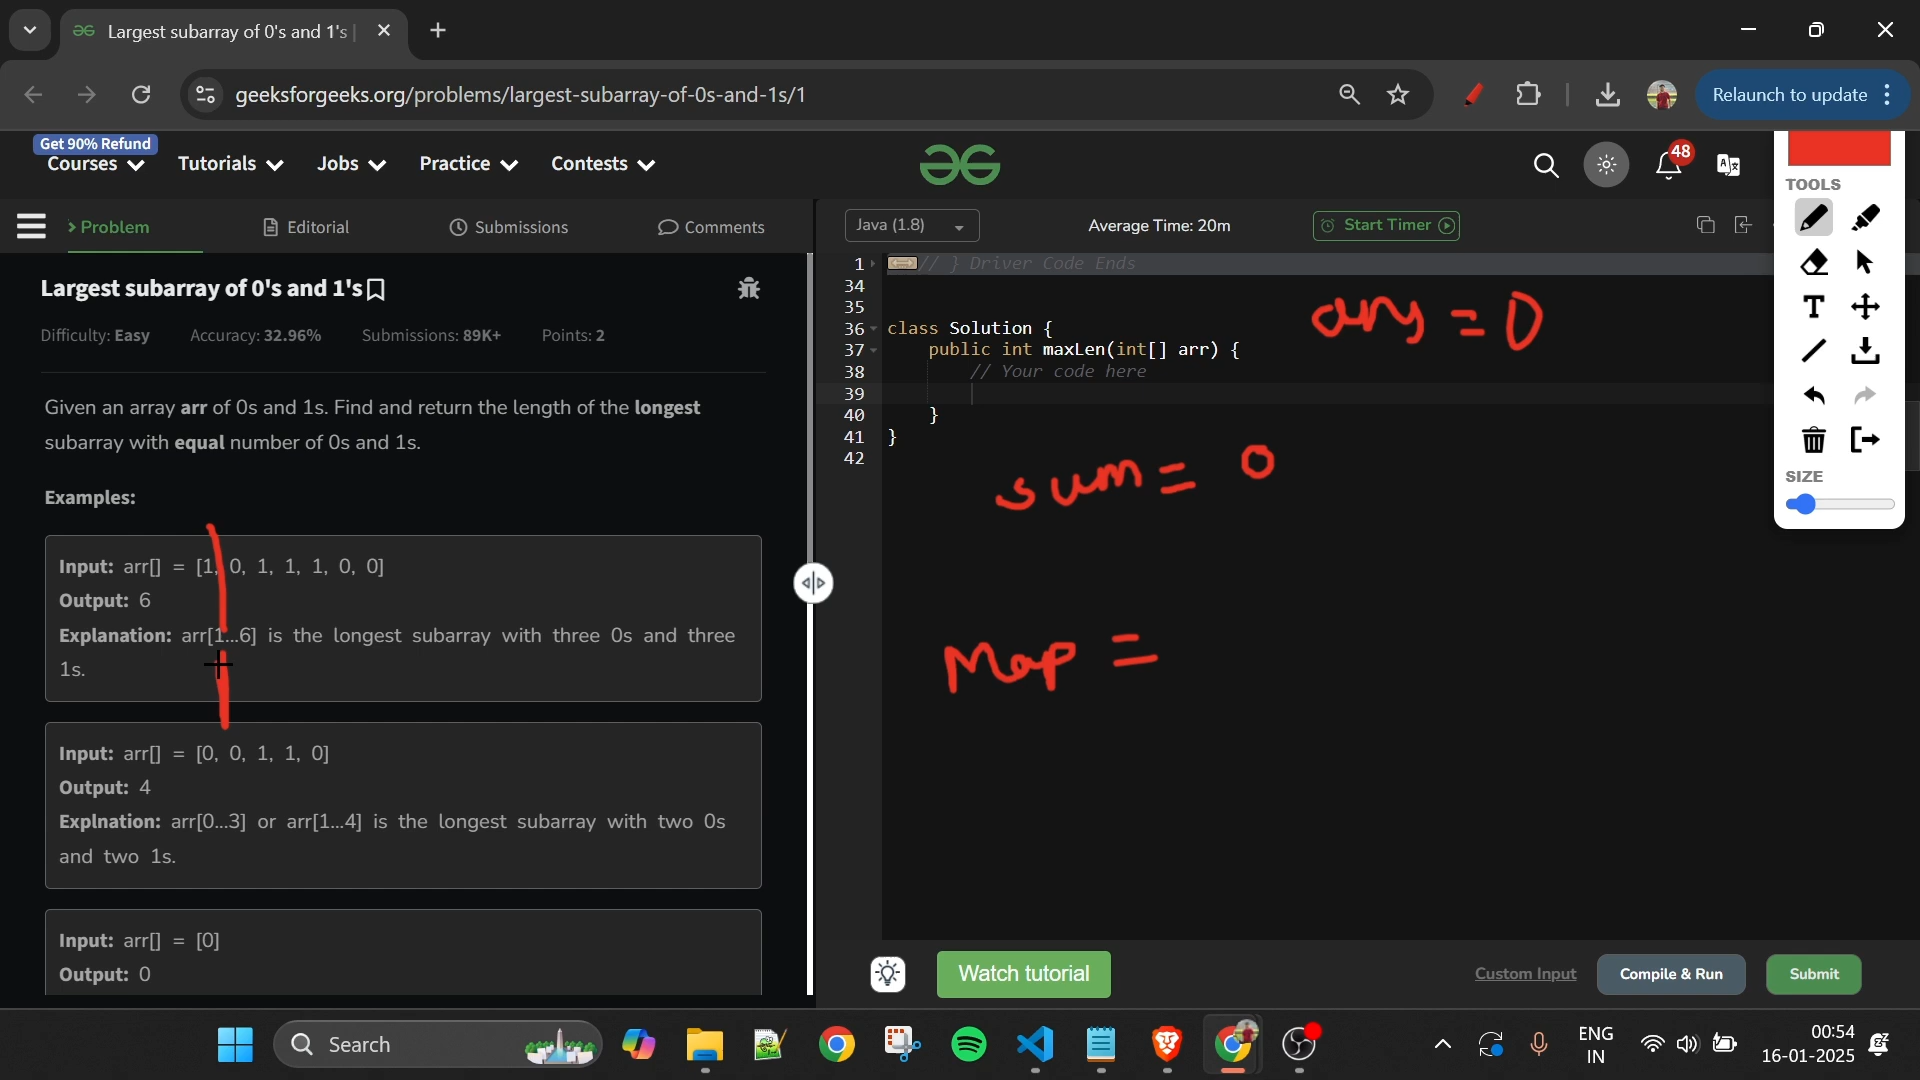 Largest subarray of 0's and 1's |
geeksforgeeks.org/problems/largest-subarray-of-0s-and-1s/1
Relaunch to update
Get 90% Refund
Courses
Tutorials
Jobs
Practice
Contests
48
TOOLS
Problem
Editorial
Submissions
Comments
Java (1.8)
Average Time: 20m
Start Timer
Largest subarray of 0's and 1's
Difficulty: Easy
Accuracy: 32.96%
Submissions: 89K+
Points: 2
Given an array arr of 0s and 1s. Find and return the length of the longest
subarray with equal number of 0s and 1s.
Examples:
Input: arr[] = [1, 0, 1, 1, 1, 0, 0]
Output: 6
Explanation: arr[1...6] is the longest subarray with three 0s and three
1s.
Input: arr[] = [0, 0, 1, 1, 0]
Output: 4
Explnation: arr[0...3] or arr[1...4] is the longest subarray with two 0s
and two 1s.
Input: arr[] = [0]
Output: 0
1 // } Driver Code Ends
34
35
36 class Solution {
37 public int maxLen(int[] arr) {
38 // Your code here
39
40 }
41 }
42
ans = 0
sum = 0
Map =
T
SIZE
Watch tutorial
Custom Input
Compile & Run
Submit
Search
ENG
IN
00:54
16-01-2025